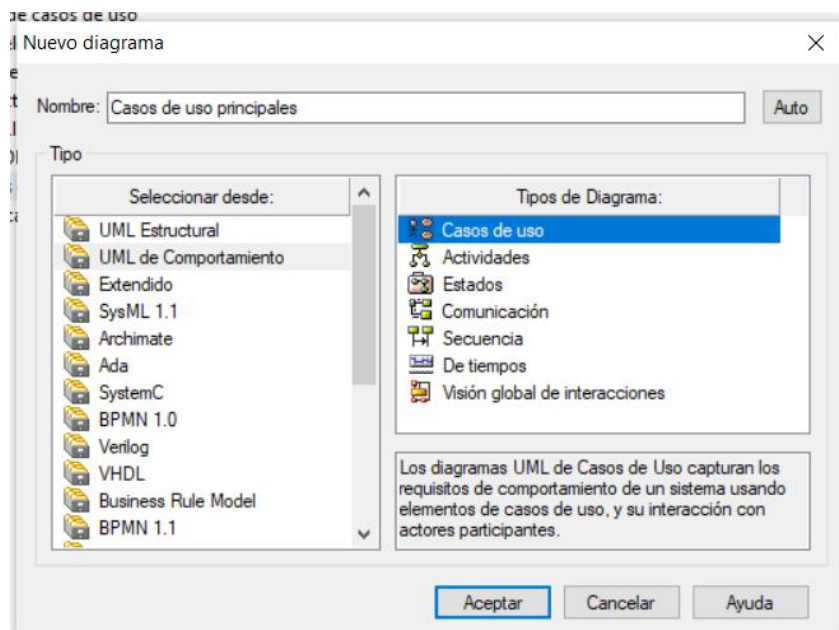 de casos de uso
Nuevo diagrama
Nombre: Casos de uso principales Auto
Tipo
Seleccionar desde:
UML Estructural
UML de Comportamiento
Extendido
SysML 1.1
Archimate
Ada
SystemC
BPMN 1.0
Verilog
VHDL
Business Rule Model
BPMN 1.1
Tipos de Diagrama:
Casos de uso
Actividades
Estados
Comunicación
Secuencia
De tiempos
Visión global de interacciones
Los diagramas UML de Casos de Uso capturan los
requisitos de comportamiento de un sistema usando
elementos de casos de uso, y su interacción con
actores participantes.
Aceptar Cancelar Ayuda